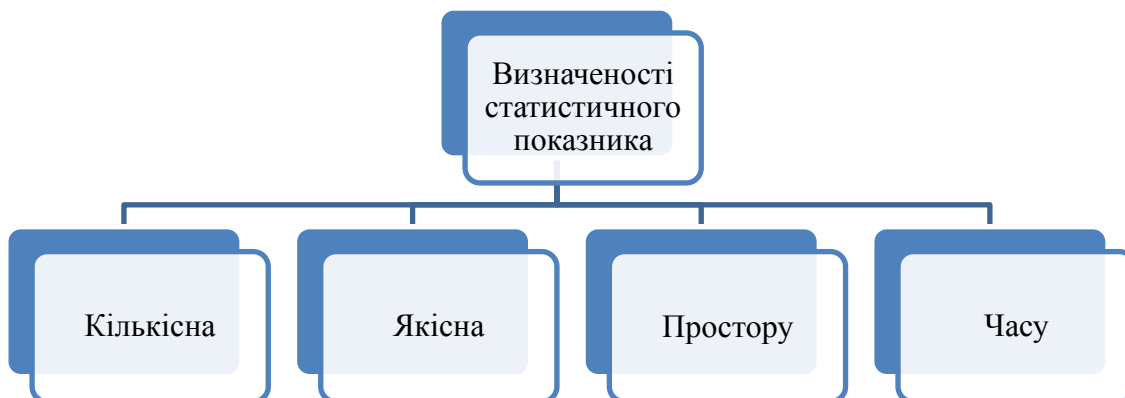 Визначеності
статистичного
показника
Кількісна
Якісна
Простору
Часу